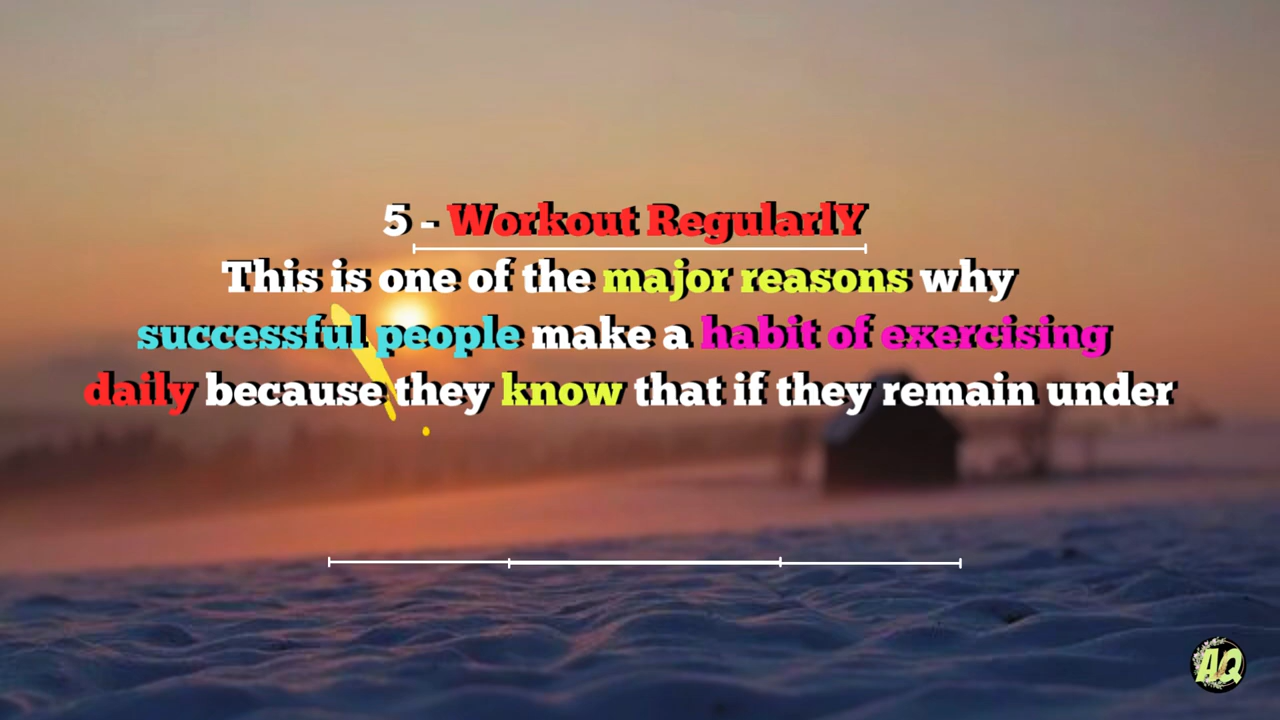 5 - Workout RegularlY
This is one of the major reasons why
successful people make a habit of exercising
daily because they know that if they remain under
AQ